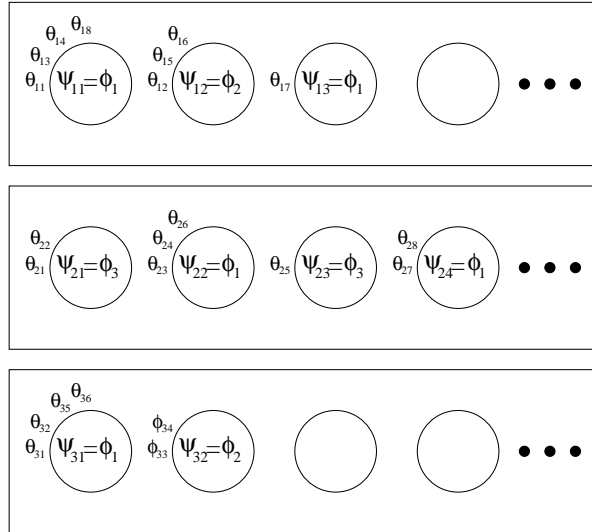 θ₁₄ θ₁₈ θ₁₆
θ₁₃ θ₁₅
θ₁₁ ψ₁₁=ϕ₁ θ₁₂ ψ₁₂=ϕ₂ θ₁₇ ψ₁₃=ϕ₁
θ₂₆
θ₂₂ θ₂₄ θ₂₈
θ₂₁ ψ₂₁=ϕ₃ θ₂₃ ψ₂₂=ϕ₁ θ₂₅ ψ₂₃=ϕ₃ θ₂₇ ψ₂₄=ϕ₁
θ₃₅ θ₃₆
θ₃₂ ϕ₃₄
θ₃₁ ψ₃₁=ϕ₁ ϕ₃₃ ψ₃₂=ϕ₂